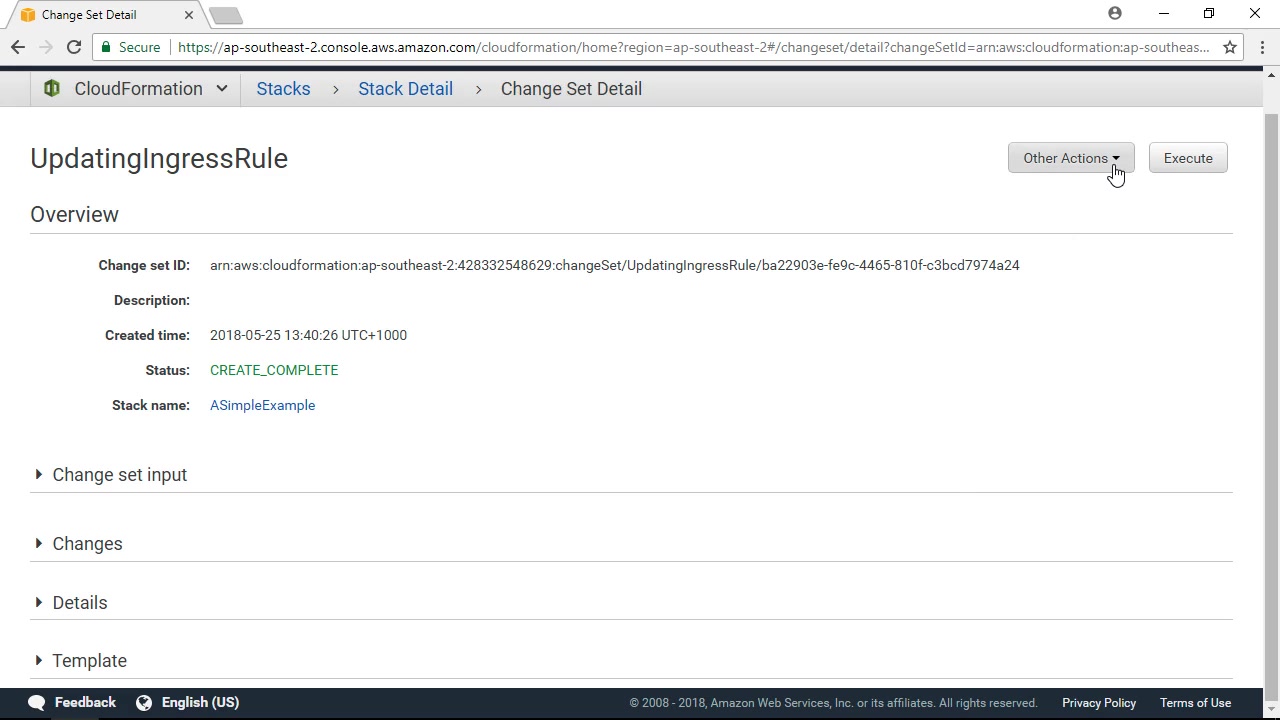 Change Set Detail
Secure https://ap-southeast-2.console.aws.amazon.com/cloudformation/home?region=ap-southeast-2#/changeset/detail?changeSetId=arn:aws:cloudformation:ap-southeas...
CloudFormation Stacks > Stack Detail > Change Set Detail
UpdatingIngressRule
Other Actions Execute
Overview
Change set ID: arn:aws:cloudformation:ap-southeast-2:428332548629:changeSet/UpdatingIngressRule/ba22903e-fe9c-4465-810f-c3bcd7974a24
Description:
Created time: 2018-05-25 13:40:26 UTC+1000
Status: CREATE_COMPLETE
Stack name: ASimpleExample
Change set input
Changes
Details
Template
Feedback English (US) © 2008 - 2018, Amazon Web Services, Inc. or its affiliates. All rights reserved. Privacy Policy Terms of Use